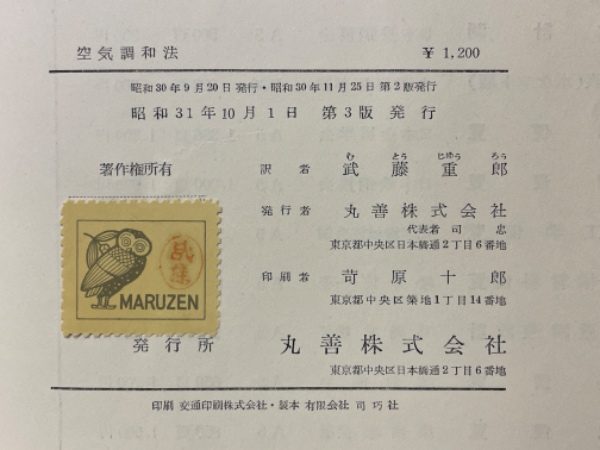 空気調和法 ¥ 1,200
昭和30年9月20日発行・昭和30年11月25日第2版発行
昭和31年10月1日 第3版 発行
著作権所有 訳者 武藤重郎
む とう じゅう ろう
発行者 丸善株式会社
代表者 司 忠
東京都中央区日本橋通2丁目6番地
印刷者 苛原十郎
東京都中央区築地1丁目14番地
MARUZEN
発行所 丸善株式会社
東京都中央区日本橋通2丁目6番地
印刷 交通印刷株式会社・製本 有限会社 司巧社